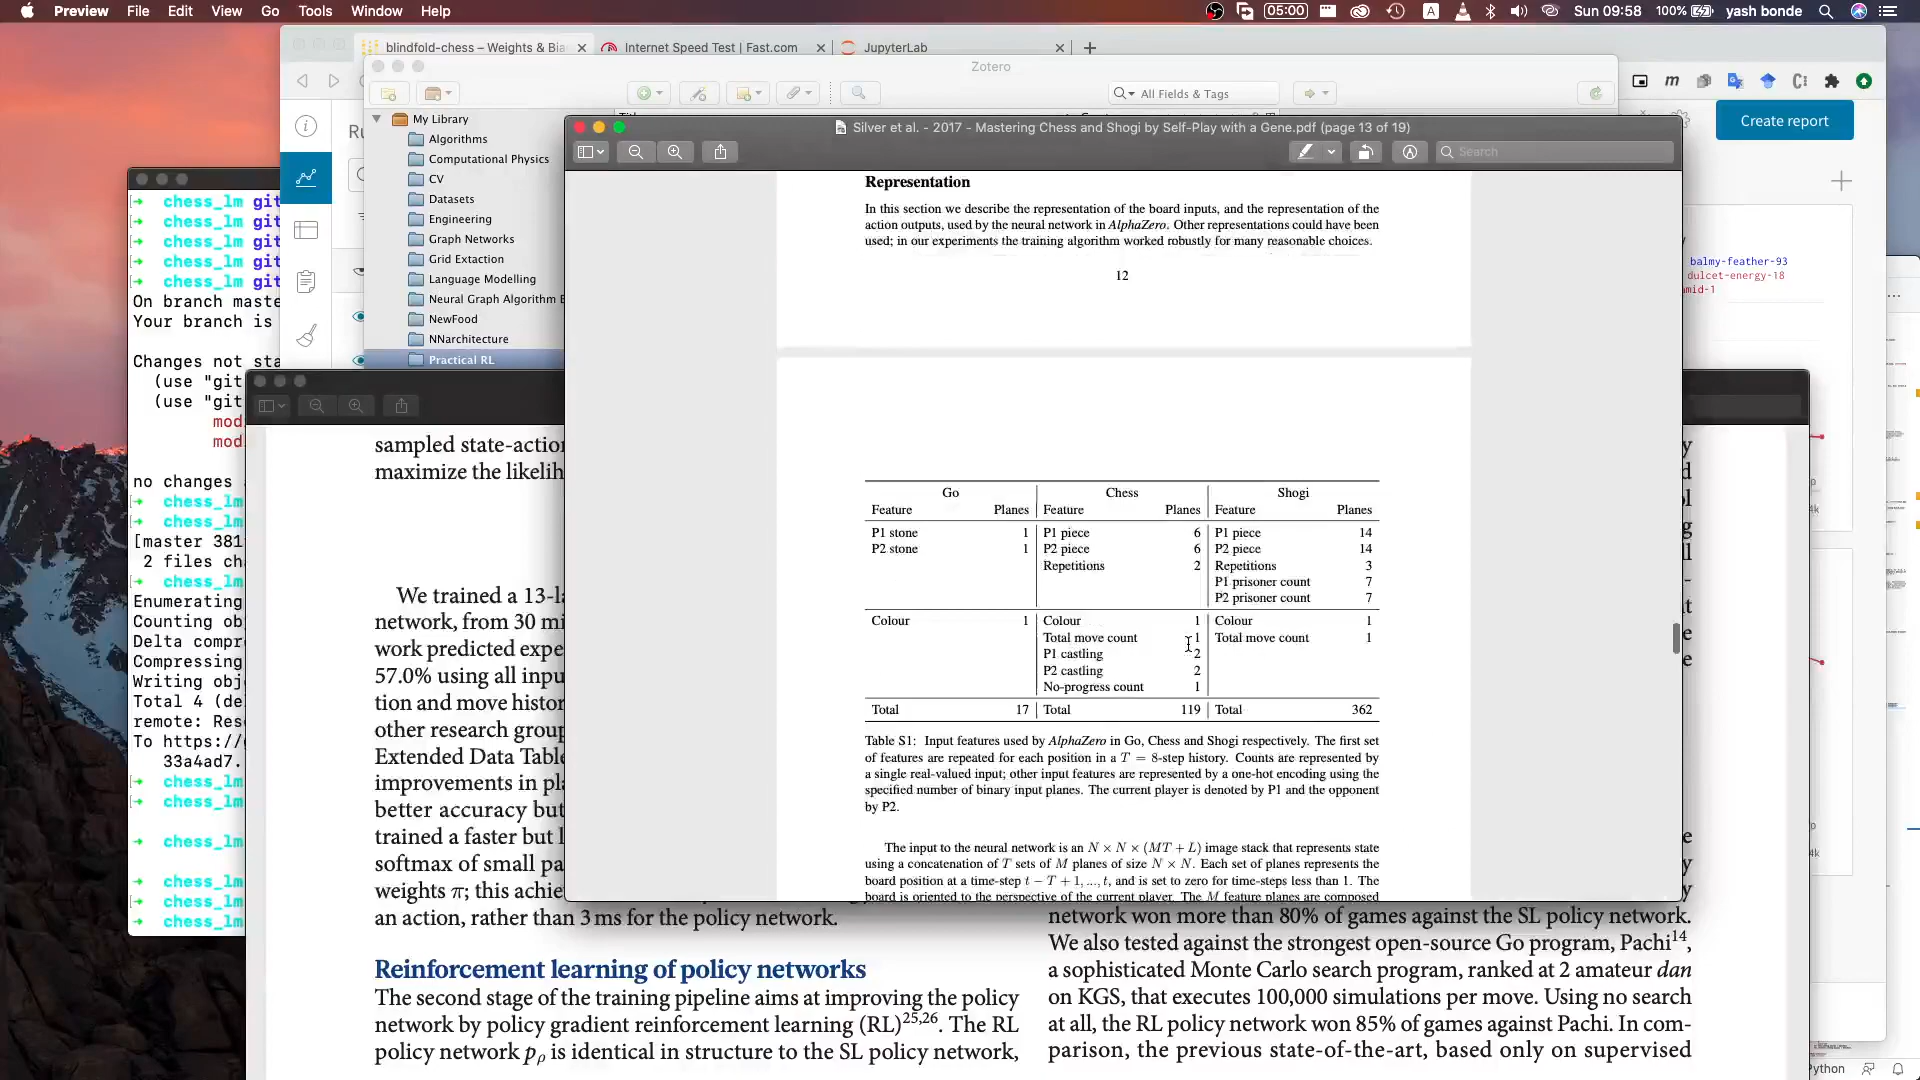 Preview File Edit View Go Tools Window Help
05:00
A
Sun 09:58
100%
yash bonde
blindfold-chess – Weights & Bia
Internet Speed Test | Fast.com
JupyterLab
Zotero
All Fields & Tags
My Library
Algorithms
Computational Physics
CV
Datasets
Engineering
Graph Networks
Grid Extaction
Language Modelling
Neural Graph Algorithm
NewFood
NNarchitecture
Practical RL
Create report
balmy-feather-93
dulcet-energy-18
amid-1
chess_lm git
chess_lm git
chess_lm git
chess_lm git
chess_lm git
On branch maste
Your branch is
Changes not sta
(use "git
(use "git
mod
mod
no changes
chess_lm
chess_lm
[master 381
2 files cha
chess_lm
Enumerating
Counting obj
Delta compre
Compressing
Writing obje
Total 4 (del
remote: Reso
To https://g
33a4ad7.
chess_lm
chess_lm
chess_lm
chess_lm
chess_lm
chess_lm
Silver et al. - 2017 - Mastering Chess and Shogi by Self-Play with a Gene.pdf (page 13 of 19)
Search
Representation
In this section we describe the representation of the board inputs, and the representation of the
action outputs, used by the neural network in AlphaZero. Other representations could have been
used; in our experiments the training algorithm worked robustly for many reasonable choices.
12
Go Chess Shogi
Feature Planes Feature Planes Feature Planes
P1 stone 1 P1 piece 6 P1 piece 14
P2 stone 1 P2 piece 6 P2 piece 14
Repetitions 2 Repetitions 3
P1 prisoner count 7
P2 prisoner count 7
Colour 1 Colour 1 Colour 1
Total move count 1 Total move count 1
P1 castling 2
P2 castling 2
No-progress count 1
Total 17 Total 119 Total 362
Table S1: Input features used by AlphaZero in Go, Chess and Shogi respectively. The first set
of features are repeated for each position in a T = 8-step history. Counts are represented by
a single real-valued input; other input features are represented by a one-hot encoding using the
specified number of binary input planes. The current player is denoted by P1 and the opponent
by P2.
The input to the neural network is an N × N × (MT + L) image stack that represents state
using a concatenation of T sets of M planes of size N × N. Each set of planes represents the
board position at a time-step t − T + 1, ..., t, and is set to zero for time-steps less than 1. The
board is oriented to the perspective of the current player. The M feature planes are composed
sampled state-action
maximize the likelih
We trained a 13-la
network, from 30 mi
work predicted expe
57.0% using all inpu
tion and move histor
other research group
Extended Data Table
improvements in pla
better accuracy but
trained a faster but l
softmax of small pa
weights π; this achie
an action, rather than 3 ms for the policy network.
Reinforcement learning of policy networks
The second stage of the training pipeline aims at improving the policy
network by policy gradient reinforcement learning (RL)25,26. The RL
policy network pρ is identical in structure to the SL policy network,
network won more than 80% of games against the SL policy network.
We also tested against the strongest open-source Go program, Pachi14,
a sophisticated Monte Carlo search program, ranked at 2 amateur dan
on KGS, that executes 100,000 simulations per move. Using no search
at all, the RL policy network won 85% of games against Pachi. In com-
parison, the previous state-of-the-art, based only on supervised
Python